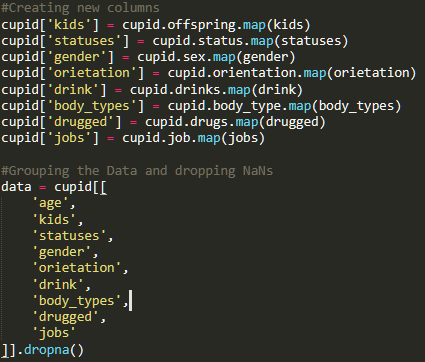 #Creating new columns
cupid['kids'] = cupid.offspring.map(kids)
cupid['statuses'] = cupid.status.map(statuses)
cupid['gender'] = cupid.sex.map(gender)
cupid['orietation'] = cupid.orientation.map(orietation)
cupid['drink'] = cupid.drinks.map(drink)
cupid['body_types'] = cupid.body_type.map(body_types)
cupid['drugged'] = cupid.drugs.map(drugged)
cupid['jobs'] = cupid.job.map(jobs)

#Grouping the Data and dropping NaNs
data = cupid[[
    'age',
    'kids',
    'statuses',
    'gender',
    'orietation',
    'drink',
    'body_types',
    'drugged',
    'jobs'
]].dropna()